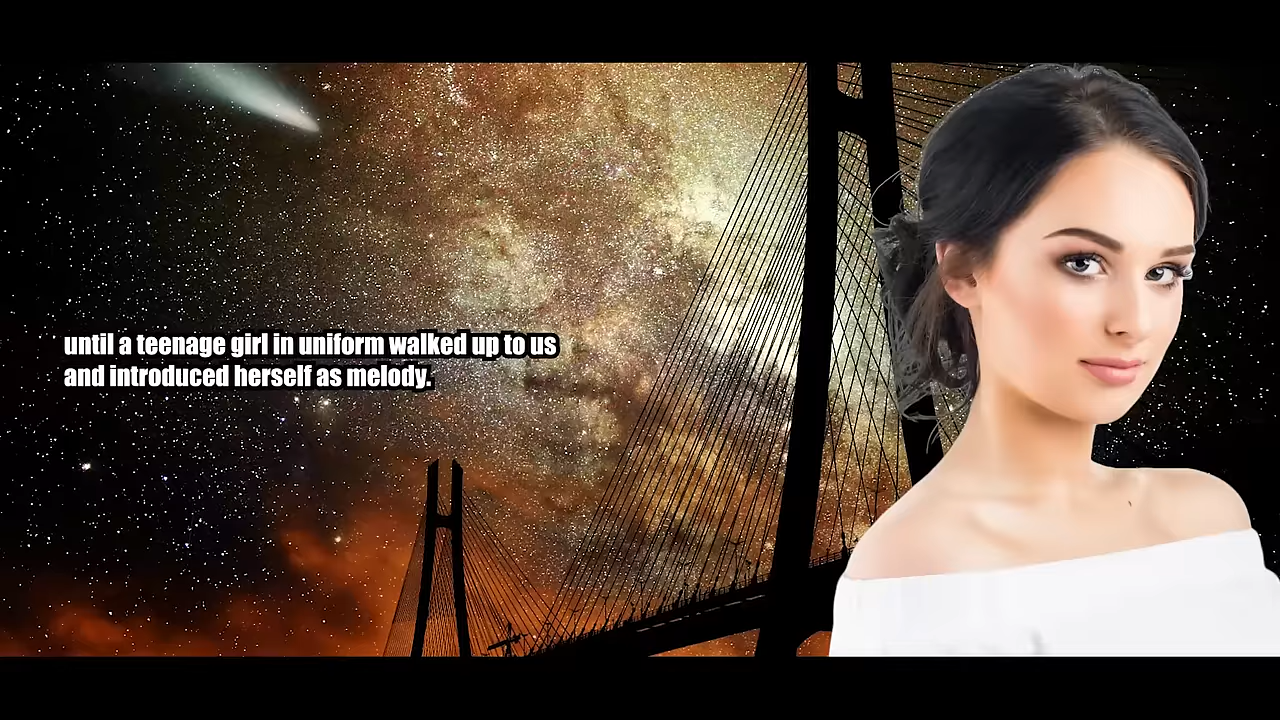 until a teenage girl in uniform walked up to us
and introduced herself as melody.